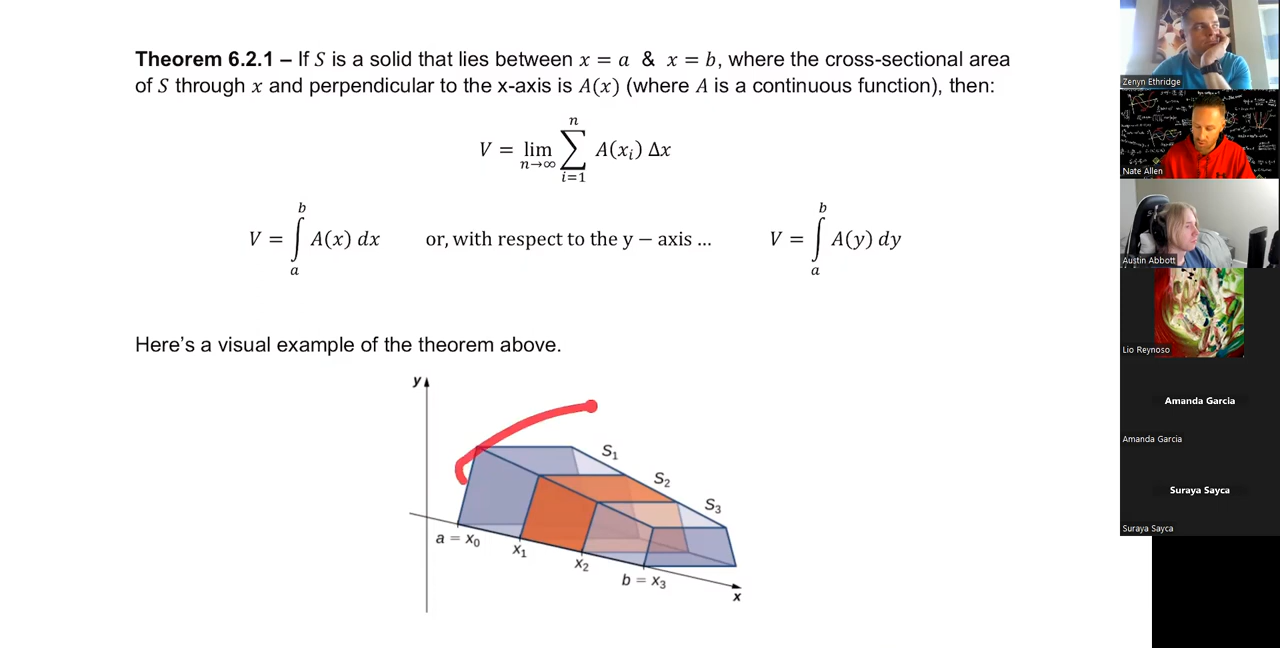 Theorem 6.2.1 – If S is a solid that lies between x = a & x = b, where the cross-sectional area
of S through x and perpendicular to the x-axis is A(x) (where A is a continuous function), then:
V = lim n→∞ ∑ i=1 n A(xᵢ) Δx
V = ∫ a b A(x) dx or, with respect to the y − axis ... V = ∫ a b A(y) dy
Here's a visual example of the theorem above.
y
S₁
S₂
S₃
a = x₀
x₁
x₂
b = x₃
x
Zenyn Ethridge
Nate Allen
Austin Abbott
Lio Reynoso
Amanda Garcia
Amanda Garcia
Suraya Sayca
Suraya Sayca